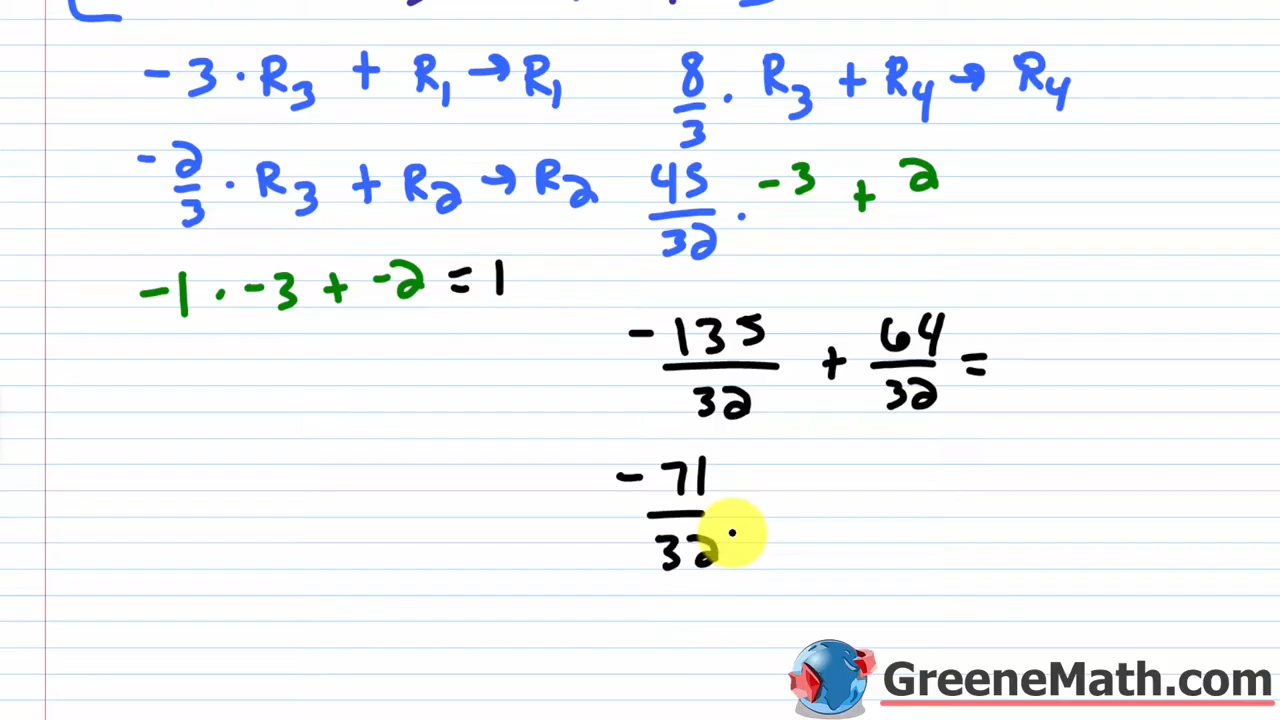 -3 · R₃ + R₁ → R₁
8/3 · R₃ + R₄ → R₄
-2/3 · R₃ + R₂ → R₂
45/32 · -3 + 2
-1 · -3 + -2 = 1
-135/32 + 64/32 =
-71/32
GreeneMath.com